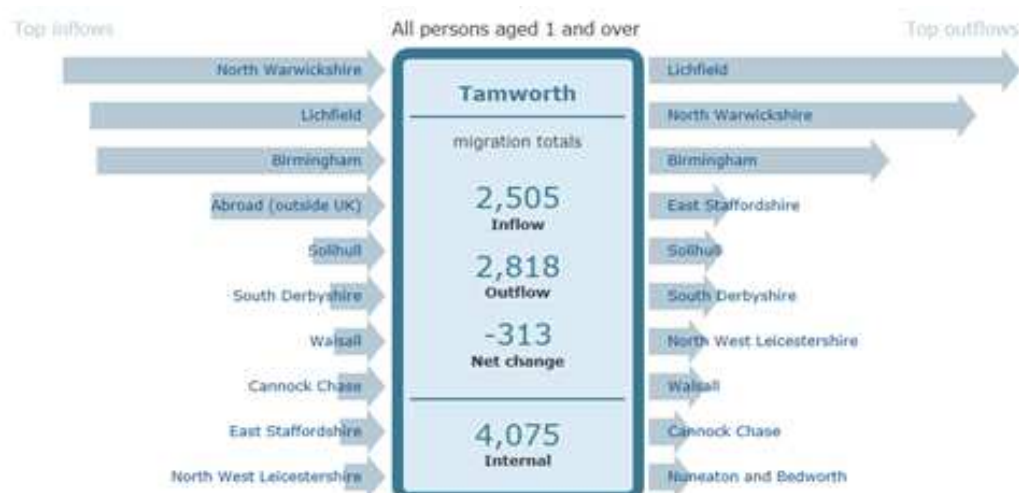 Top inflows
All persons aged 1 and over
Top outflows
North Warwickshire
Lichfield
Birmingham
Abroad (outside UK)
Solihull
South Derbyshire
Walsall
Cannock Chase
East Staffordshire
North West Leicestershire
Tamworth
migration totals
2,505
Inflow
2,818
Outflow
-313
Net change
4,075
Internal
Lichfield
North Warwickshire
Birmingham
East Staffordshire
Solihull
South Derbyshire
North West Leicestershire
Walsall
Cannock Chase
Nuneaton and Bedworth